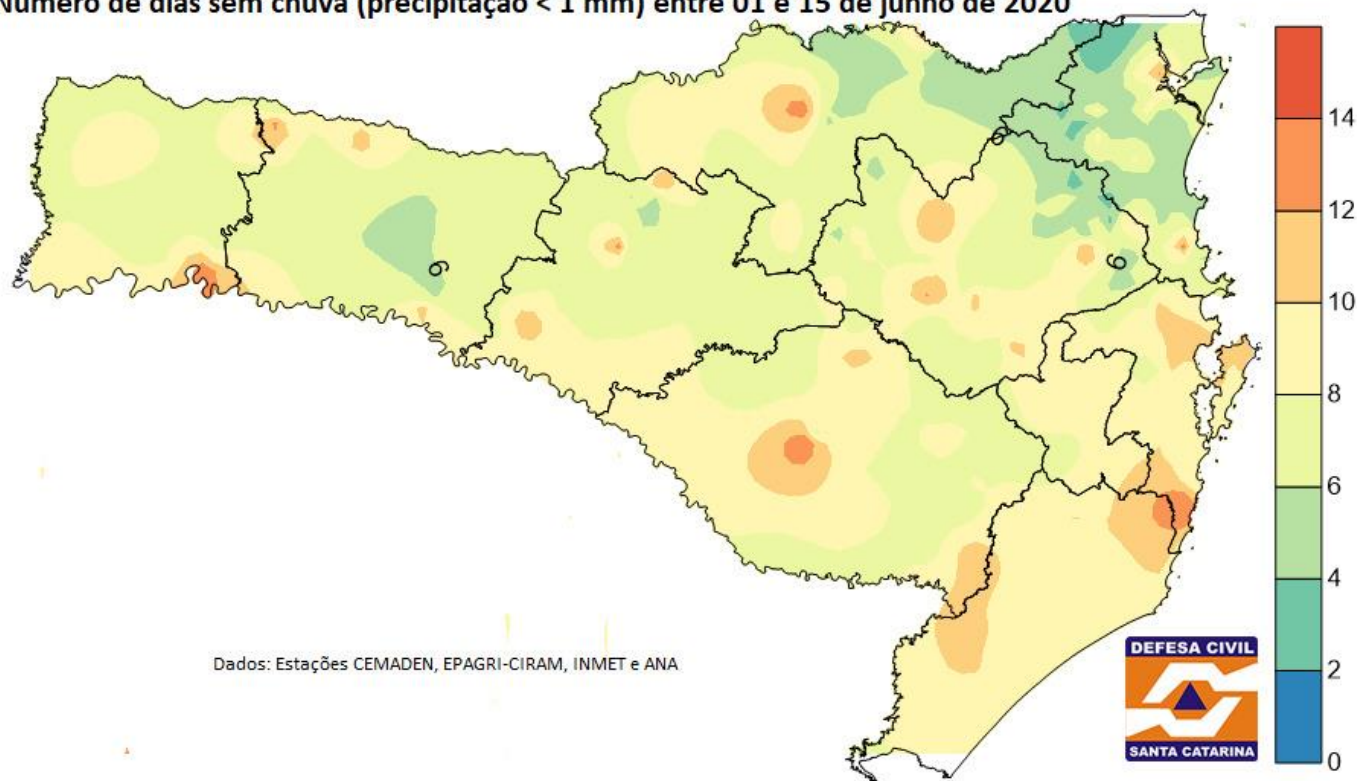 Número de dias sem chuva (precipitação < 1 mm) entre 01 e 15 de junho de 2020
14
12
10
8
6
4
2
0
6
6
6
Dados: Estações CEMADEN, EPAGRI-CIRAM, INMET e ANA
DEFESA CIVIL
SANTA CATARINA